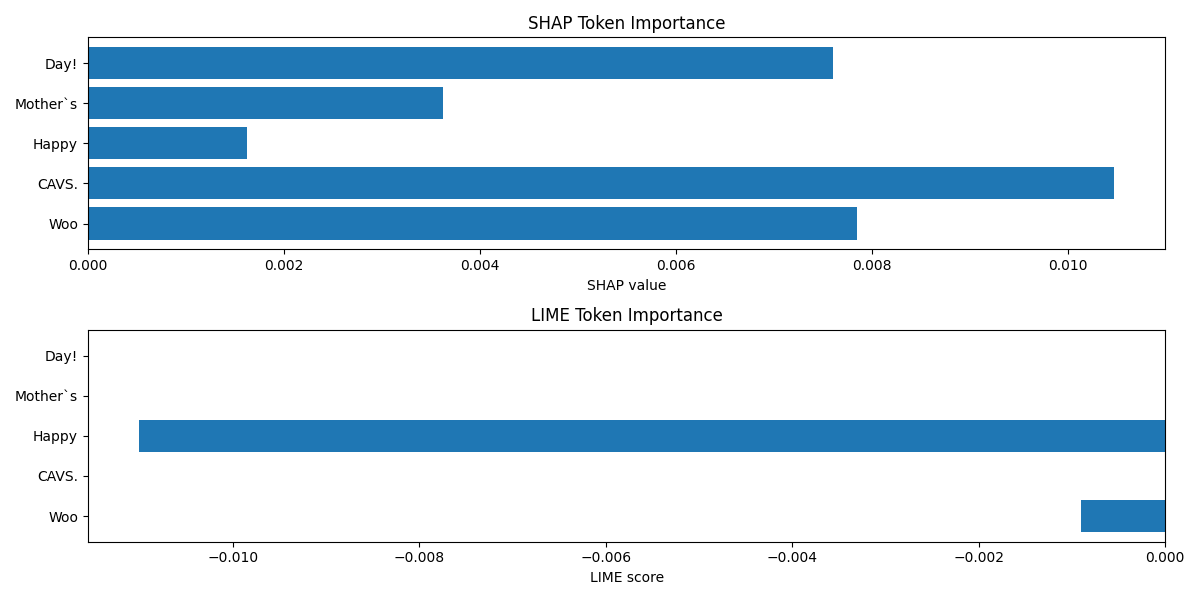 SHAP Token Importance
Day!
Mother`s
Happy
CAVS.
Woo
0.000 0.002 0.004 0.006 0.008 0.010
SHAP value
LIME Token Importance
Day!
Mother`s
Happy
CAVS.
Woo
−0.010 −0.008 −0.006 −0.004 −0.002 0.000
LIME score